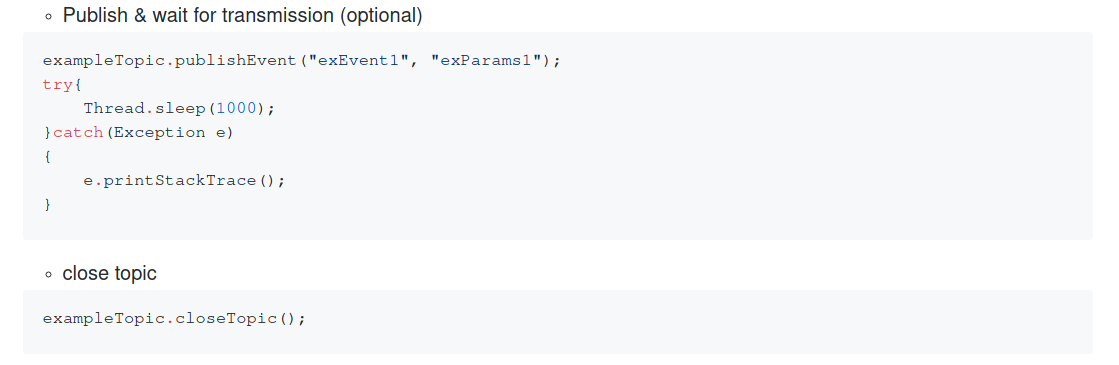 Publish & wait for transmission (optional)
exampleTopic.publishEvent("exEvent1", "exParams1");
try{
    Thread.sleep(1000);
}catch(Exception e)
{
    e.printStackTrace();
}
close topic
exampleTopic.closeTopic();